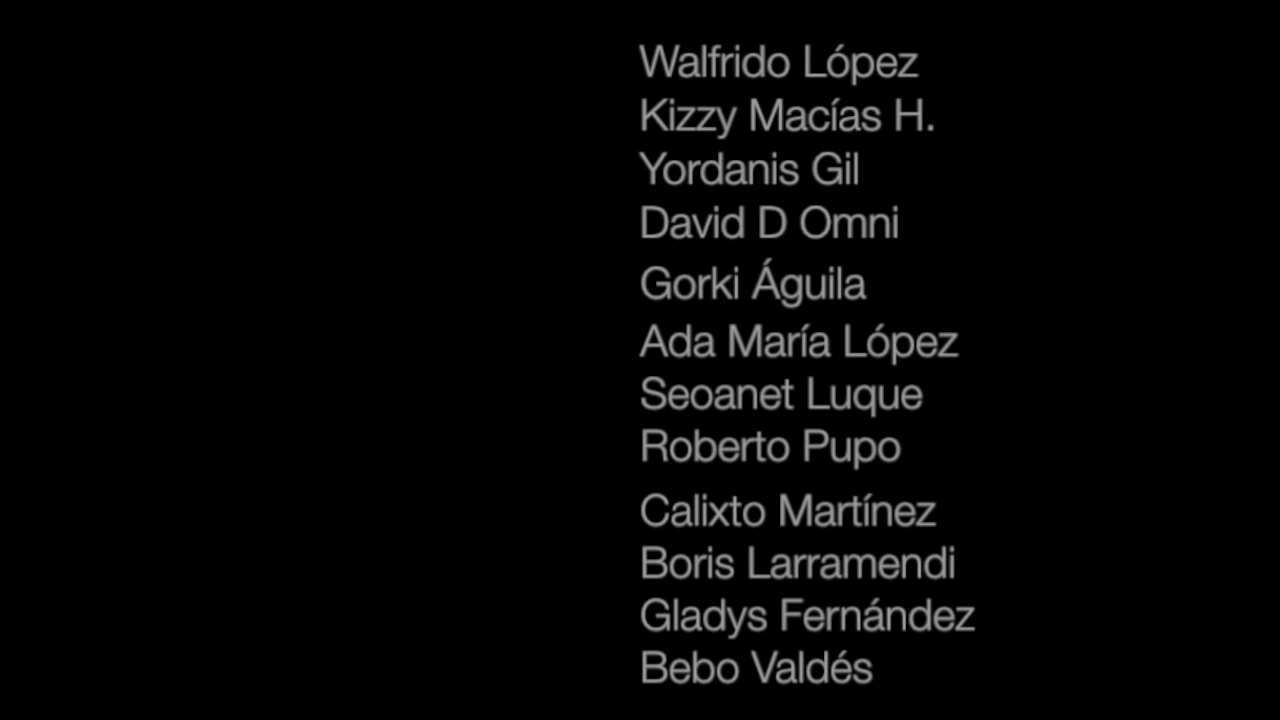 Walfrido López
Kizzy Macías H.
Yordanis Gil
David D Omni
Gorki Águila
Ada María López
Seoanet Luque
Roberto Pupo
Calixto Martínez
Boris Larramendi
Gladys Fernández
Bebo Valdés